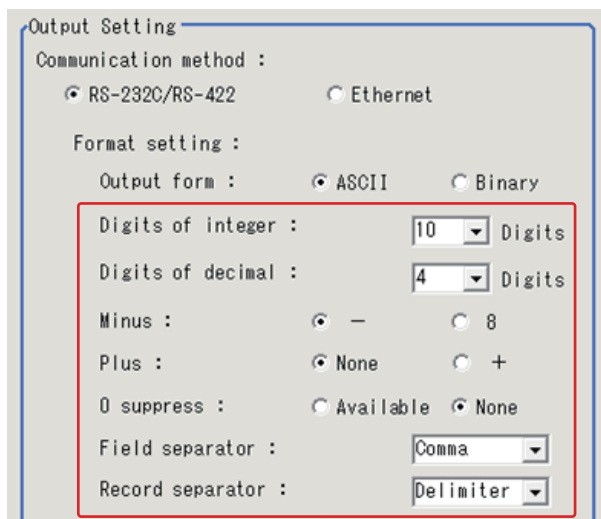 Output Setting
Communication method :
RS-232C/RS-422 Ethernet
Format setting :
Output form : ASCII Binary
Digits of integer : 10 Digits
Digits of decimal : 4 Digits
Minus : − 8
Plus : None +
0 suppress : Available None
Field separator : Comma
Record separator : Delimiter